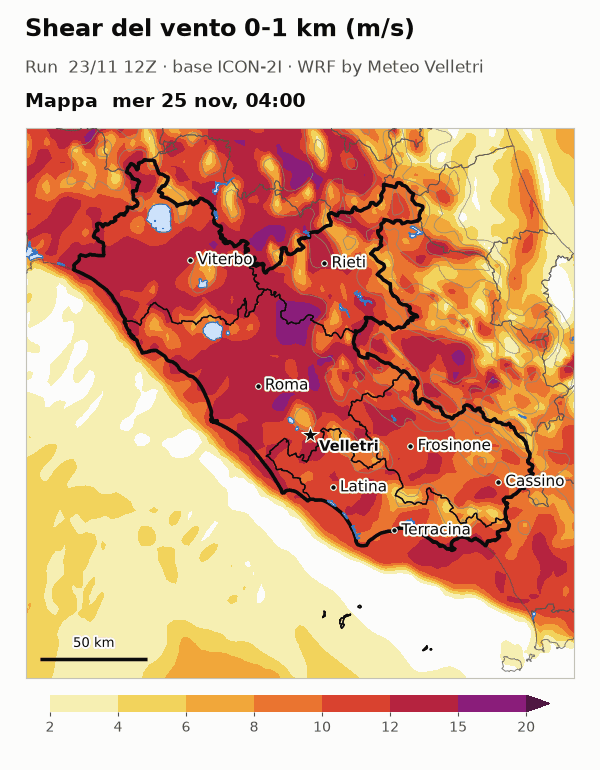 Shear del vento 0-1 km (m/s)
Run  23/11 12Z · base ICON-2I · WRF by Meteo Velletri
Mappa  mer 25 nov, 04:00
Viterbo
Rieti
Roma
Velletri
Frosinone
Cassino
Latina
Terracina
50 km
2 4 6 8 10 12 15 20